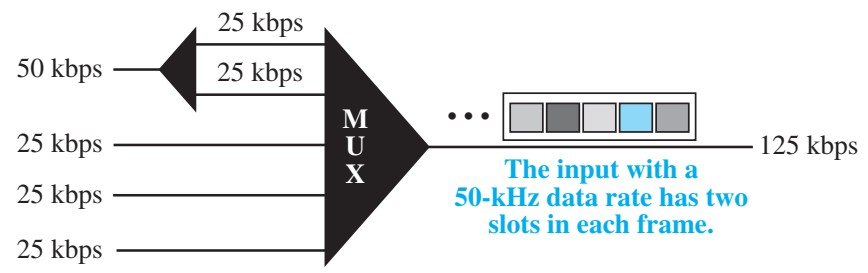 25 kbps
50 kbps
25 kbps
M
U
X
25 kbps
25 kbps
25 kbps
125 kbps
The input with a
50-kHz data rate has two
slots in each frame.